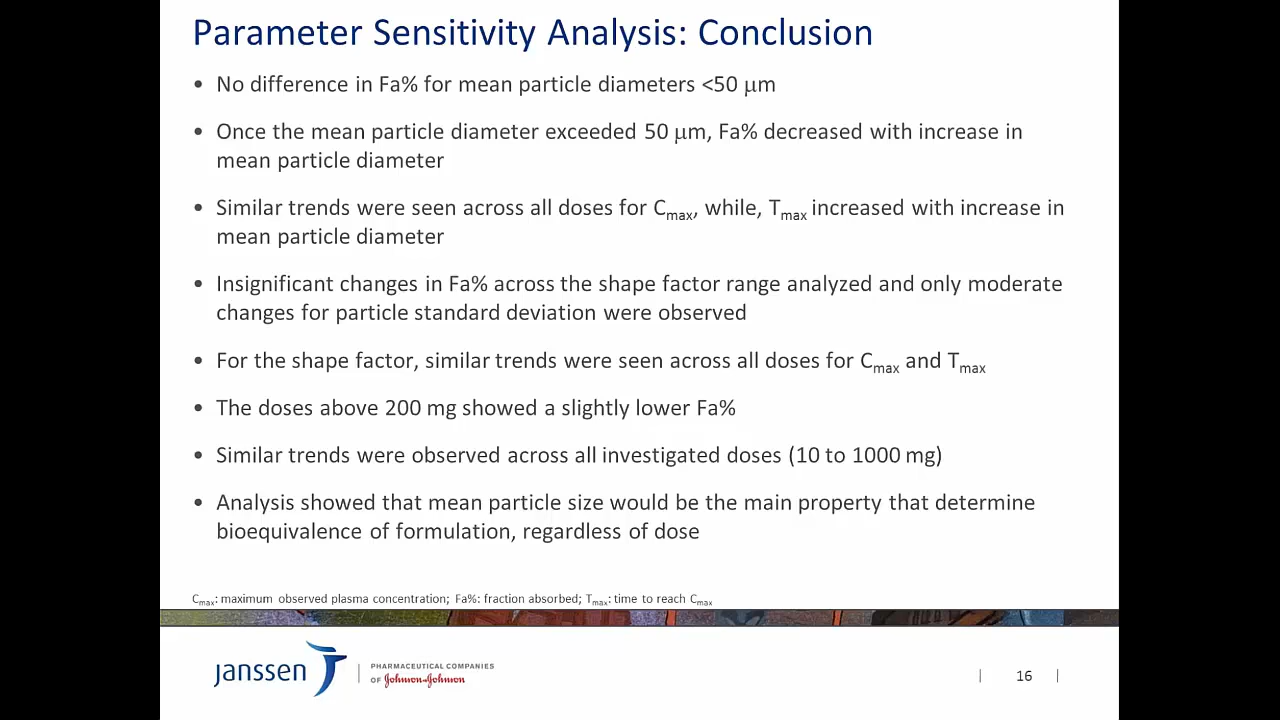 Parameter Sensitivity Analysis: Conclusion
• No difference in Fa% for mean particle diameters <50 μm
• Once the mean particle diameter exceeded 50 μm, Fa% decreased with increase in
mean particle diameter
• Similar trends were seen across all doses for Cmax, while, Tmax increased with increase in
mean particle diameter
• Insignificant changes in Fa% across the shape factor range analyzed and only moderate
changes for particle standard deviation were observed
• For the shape factor, similar trends were seen across all doses for Cmax and Tmax
• The doses above 200 mg showed a slightly lower Fa%
• Similar trends were observed across all investigated doses (10 to 1000 mg)
• Analysis showed that mean particle size would be the main property that determine
bioequivalence of formulation, regardless of dose
Cmax: maximum observed plasma concentration; Fa%: fraction absorbed; Tmax: time to reach Cmax
janssen | PHARMACEUTICAL COMPANIES
OF Johnson&Johnson
| 16 |